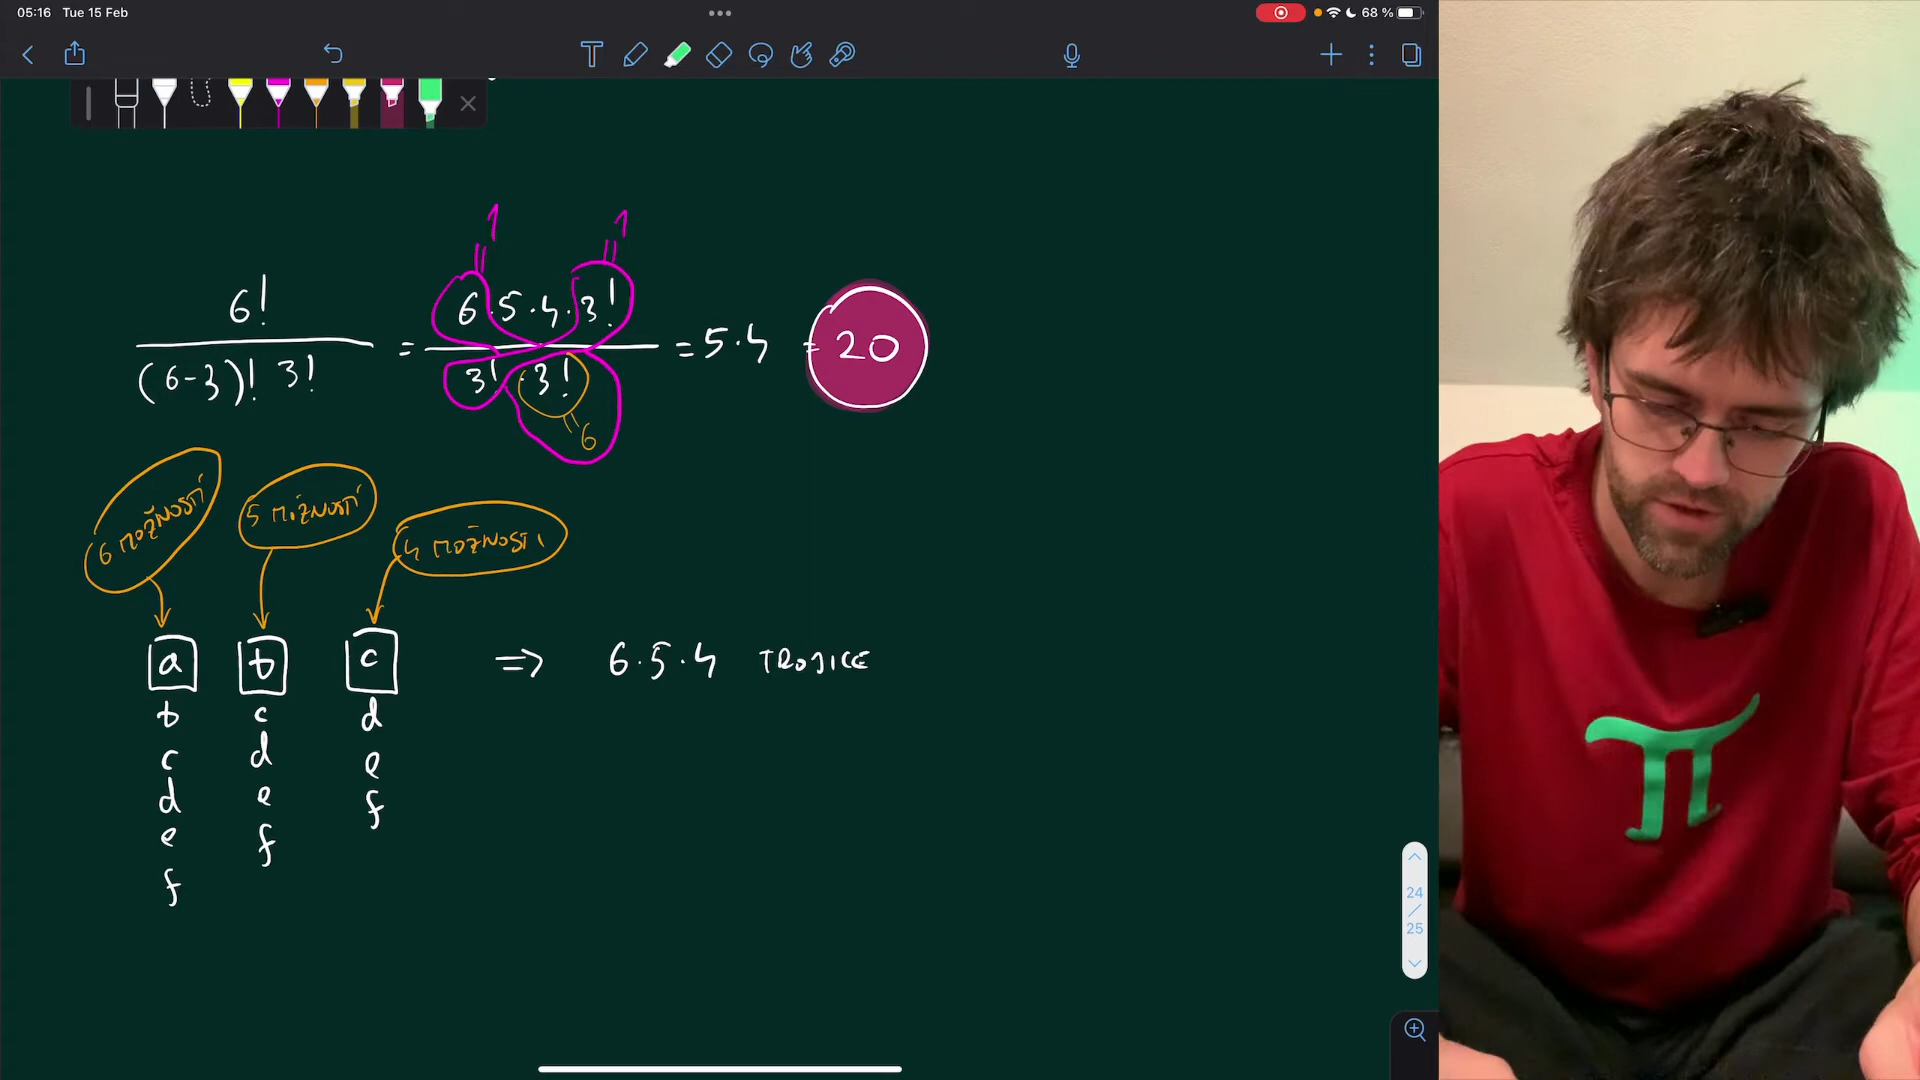 05:16 Tue 15 Feb
68 %
1 1
6! / (6-3)! 3! = 6·5·4·3! / 3!·3! = 5·4 = 20
6
6 MOŽNOSTÍ
5 MOŽNOSTÍ
4 MOŽNOSTI
a b c => 6·5·4 TROJICE
b c d
c d e
d e f
e f
f
24
/
25
π